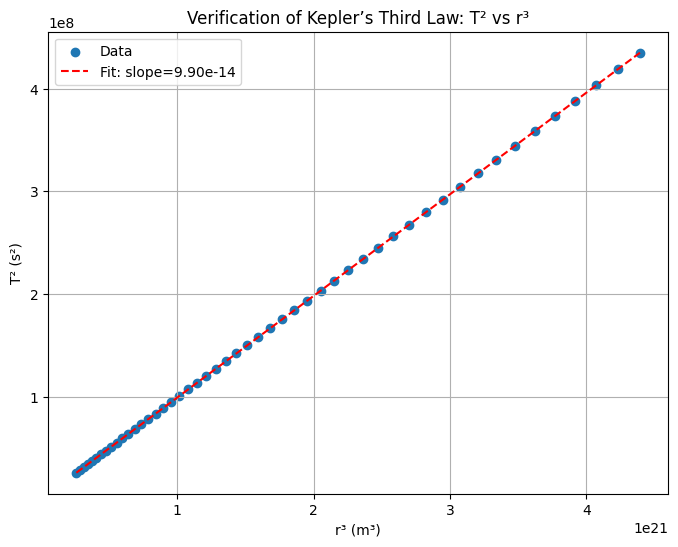 Verification of Kepler’s Third Law: T² vs r³
1e8
Data
Fit: slope=9.90e-14
4
3
2
1
T² (s²)
1 2 3 4
1e21
r³ (m³)